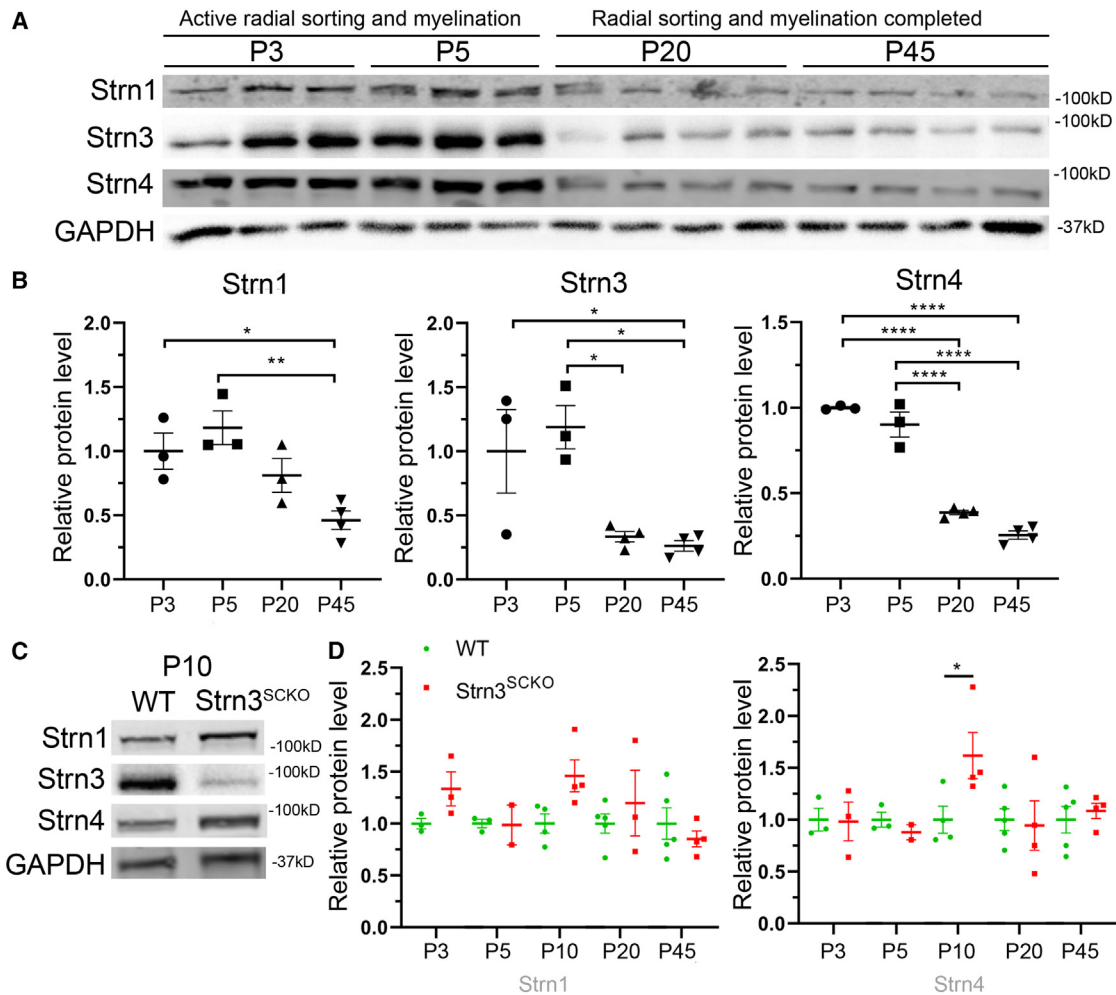 A
Active radial sorting and myelination
Radial sorting and myelination completed
P3 P5 P20 P45
Strn1
-100kD
Strn3
-100kD
Strn4
-100kD
GAPDH
-37kD
B
Strn1
Relative protein level
2.0
1.5
1.0
0.5
0.0
*
**
P3 P5 P20 P45
Strn3
Relative protein level
2.0
1.5
1.0
0.5
0.0
*
*
*
P3 P5 P20 P45
Strn4
Relative protein level
1.5
1.0
0.5
0.0
****
****
****
****
P3 P5 P20 P45
C
P10
WT Strn3SCKO
Strn1
-100kD
Strn3
-100kD
Strn4
-100kD
GAPDH
-37kD
D
WT
Strn3SCKO
Relative protein level
2.5
2.0
1.5
1.0
0.5
0.0
P3 P5 P10 P20 P45
Strn1
Relative protein level
2.5
2.0
1.5
1.0
0.5
0.0
*
P3 P5 P10 P20 P45
Strn4